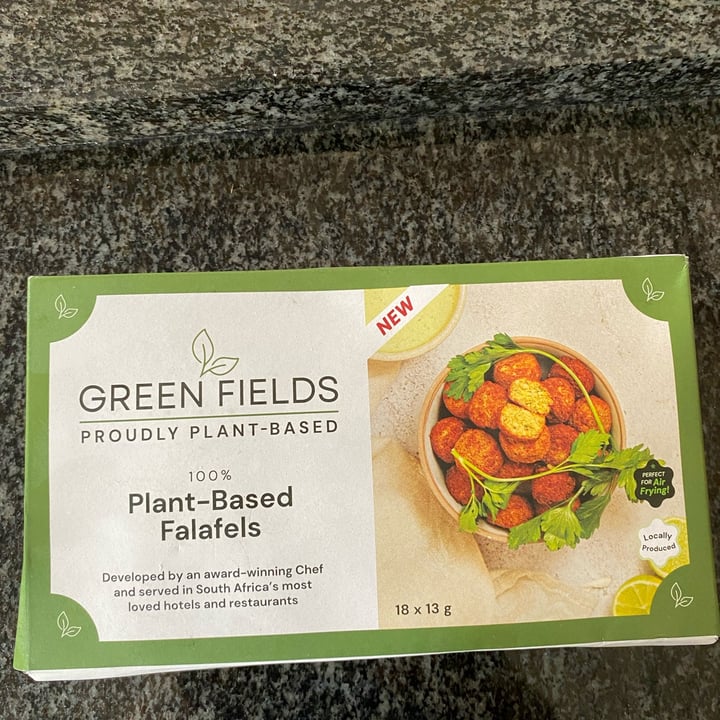 GREEN FIELDS
PROUDLY PLANT-BASED
100%
Plant-Based
Falafels
Developed by an award-winning Chef
and served in South Africa's most
loved hotels and restaurants
NEW
PERFECT
FOR Air
Frying!
Locally
Produced
18 x 13 g